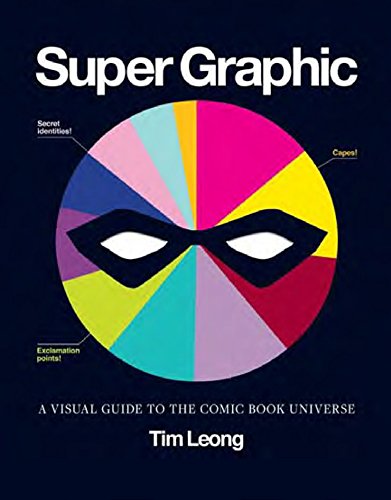 Super Graphic
Secret
identities!
Capes!
Exclamation
points!
A VISUAL GUIDE TO THE COMIC BOOK UNIVERSE
Tim Leong